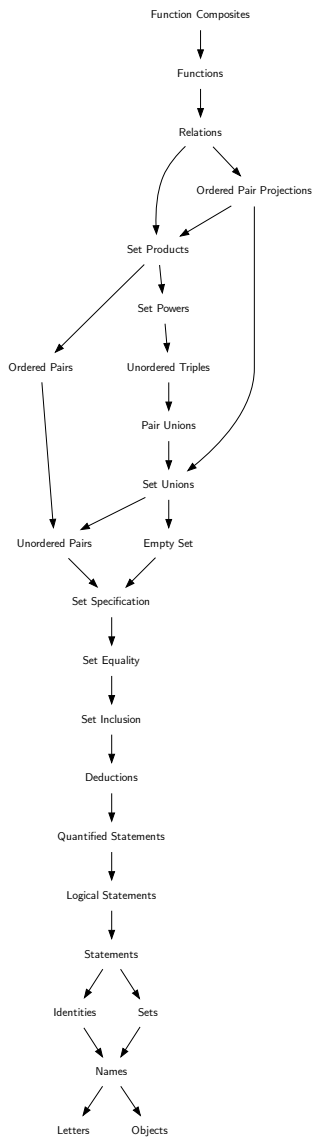 Function Composites
Functions
Relations
Ordered Pair Projections
Set Products
Set Powers
Ordered Pairs
Unordered Triples
Pair Unions
Set Unions
Unordered Pairs
Empty Set
Set Specification
Set Equality
Set Inclusion
Deductions
Quantified Statements
Logical Statements
Statements
Identities
Sets
Names
Letters
Objects